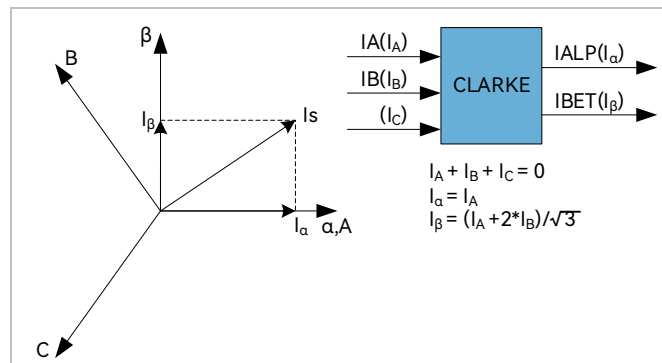 β
B
Iβ
Is
Iα
α,A
C
IA(IA)
IB(IB)
(IC)
CLARKE
IALP(Iα)
IBET(Iβ)
IA + IB + IC = 0
Iα = IA
Iβ = (IA +2*IB)/√3